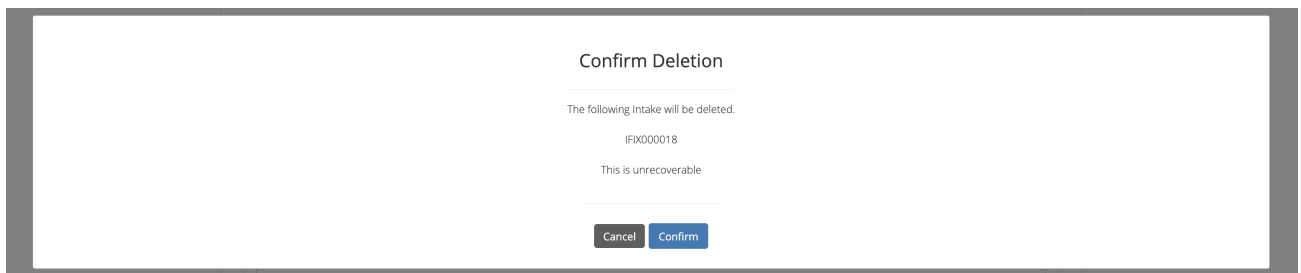 Confirm Deletion
The following Intake will be deleted.
IFIX000018
This is unrecoverable
Cancel Confirm